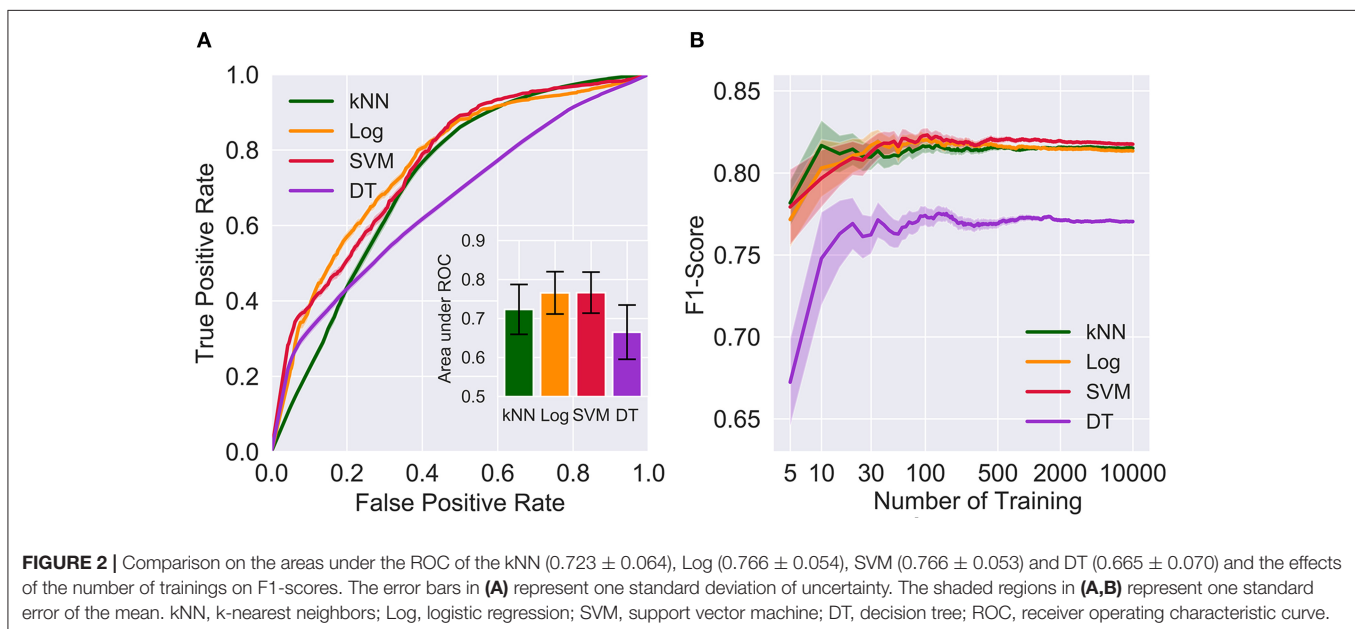 A
1.0
0.8
0.6
0.4
0.2
0.0
True Positive Rate
kNN
Log
SVM
DT
0.9
0.8
0.7
0.6
0.5
Area under ROC
kNN Log SVM DT
0.0 0.2 0.4 0.6 0.8 1.0
False Positive Rate
B
0.85
0.80
0.75
0.70
0.65
F1-Score
kNN
Log
SVM
DT
5 10 30 100 500 2000 10000
Number of Training
FIGURE 2 | Comparison on the areas under the ROC of the kNN (0.723 ± 0.064), Log (0.766 ± 0.054), SVM (0.766 ± 0.053) and DT (0.665 ± 0.070) and the effects
of the number of trainings on F1-scores. The error bars in (A) represent one standard deviation of uncertainty. The shaded regions in (A,B) represent one standard
error of the mean. kNN, k-nearest neighbors; Log, logistic regression; SVM, support vector machine; DT, decision tree; ROC, receiver operating characteristic curve.